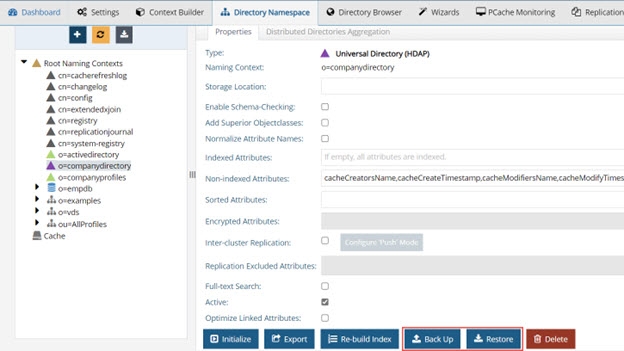 Dashboard Settings Context Builder Directory Namespace Directory Browser Wizards PCache Monitoring Replication
Properties Distributed Directories Aggregation
Root Naming Contexts
cn=cacherefreshlog
cn=changelog
cn=config
cn=extendedxjoin
cn=registry
cn=replicationjournal
cn=system-registry
o=activedirectory
o=companydirectory
o=companyprofiles
o=empdb
o=examples
o=vds
ou=AllProfiles
Cache
Type: Universal Directory (HDAP)
Naming Context: o=companydirectory
Storage Location:
Enable Schema-Checking:
Add Superior Objectclasses:
Normalize Attribute Names:
Indexed Attributes: If empty, all attributes are indexed.
Non-indexed Attributes: cacheCreatorsName,cacheCreateTimestamp,cacheModifiersName,cacheModifyTimes
Sorted Attributes:
Encrypted Attributes:
Inter-cluster Replication: Configure 'Push' Mode
Replication Excluded Attributes:
Full-text Search:
Active:
Optimize Linked Attributes:
Initialize Export Re-build Index Back Up Restore Delete